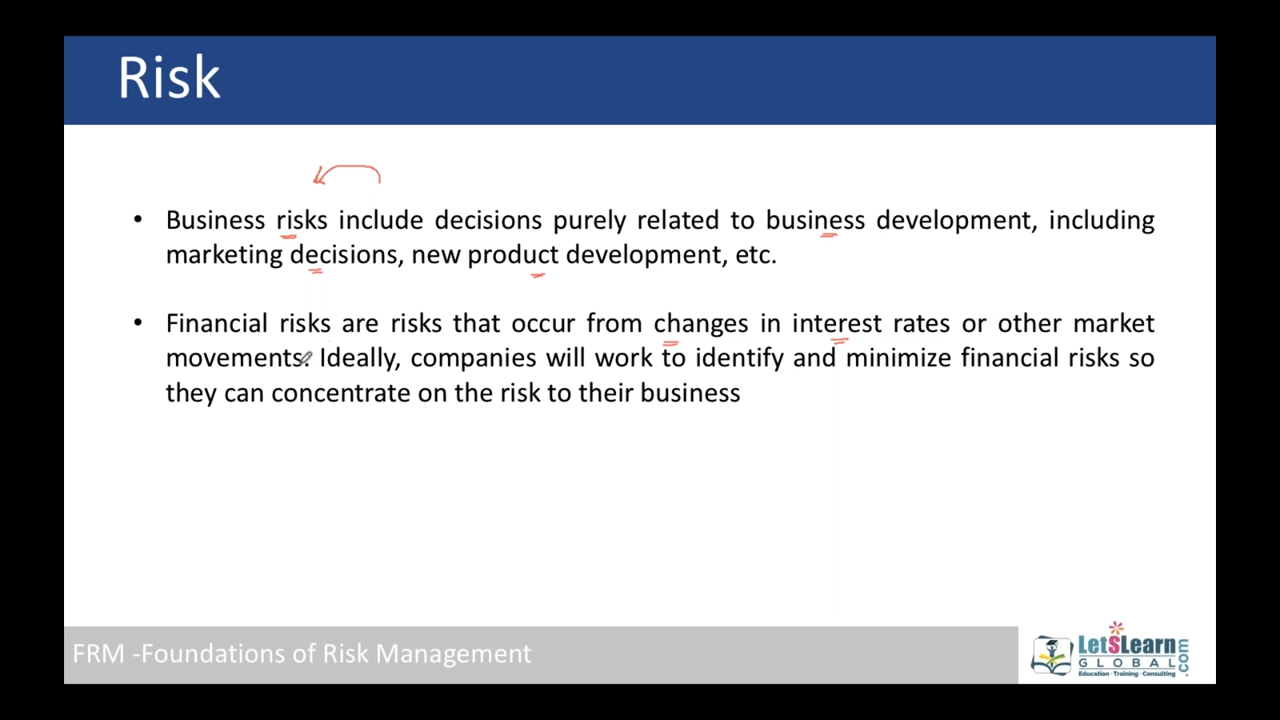 Risk
• Business risks include decisions purely related to business development, including
marketing decisions, new product development, etc.
• Financial risks are risks that occur from changes in interest rates or other market
movements. Ideally, companies will work to identify and minimize financial risks so
they can concentrate on the risk to their business
FRM -Foundations of Risk Management
LetSLearn
GLOBAL
.com
Education · Training · Consulting